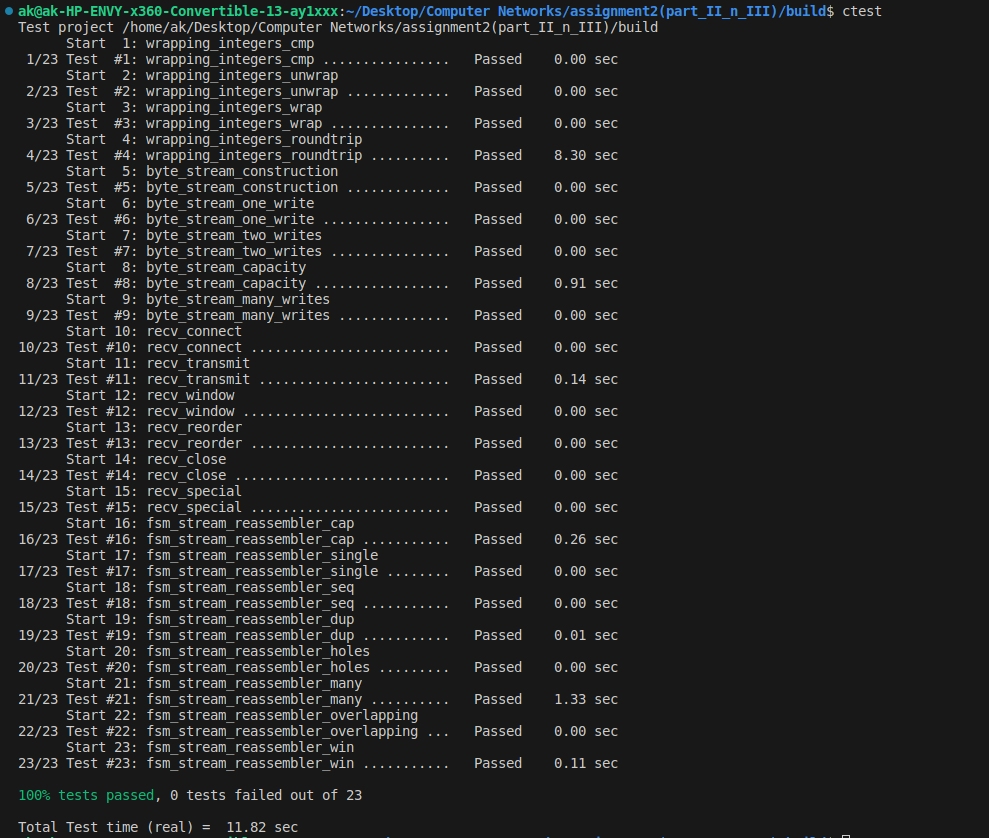 ak@ak-HP-ENVY-x360-Convertible-13-ay1xxx:~/Desktop/Computer Networks/assignment2(part_II_n_III)/build$ ctest
Test project /home/ak/Desktop/Computer Networks/assignment2(part_II_n_III)/build
      Start  1: wrapping_integers_cmp
 1/23 Test  #1: wrapping_integers_cmp ................   Passed    0.00 sec
      Start  2: wrapping_integers_unwrap
 2/23 Test  #2: wrapping_integers_unwrap .............   Passed    0.00 sec
      Start  3: wrapping_integers_wrap
 3/23 Test  #3: wrapping_integers_wrap ...............   Passed    0.00 sec
      Start  4: wrapping_integers_roundtrip
 4/23 Test  #4: wrapping_integers_roundtrip ..........   Passed    8.30 sec
      Start  5: byte_stream_construction
 5/23 Test  #5: byte_stream_construction .............   Passed    0.00 sec
      Start  6: byte_stream_one_write
 6/23 Test  #6: byte_stream_one_write ................   Passed    0.00 sec
      Start  7: byte_stream_two_writes
 7/23 Test  #7: byte_stream_two_writes ...............   Passed    0.00 sec
      Start  8: byte_stream_capacity
 8/23 Test  #8: byte_stream_capacity .................   Passed    0.91 sec
      Start  9: byte_stream_many_writes
 9/23 Test  #9: byte_stream_many_writes ..............   Passed    0.00 sec
      Start 10: recv_connect
10/23 Test #10: recv_connect .........................   Passed    0.00 sec
      Start 11: recv_transmit
11/23 Test #11: recv_transmit ........................   Passed    0.14 sec
      Start 12: recv_window
12/23 Test #12: recv_window ..........................   Passed    0.00 sec
      Start 13: recv_reorder
13/23 Test #13: recv_reorder .........................   Passed    0.00 sec
      Start 14: recv_close
14/23 Test #14: recv_close ...........................   Passed    0.00 sec
      Start 15: recv_special
15/23 Test #15: recv_special .........................   Passed    0.00 sec
      Start 16: fsm_stream_reassembler_cap
16/23 Test #16: fsm_stream_reassembler_cap ...........   Passed    0.26 sec
      Start 17: fsm_stream_reassembler_single
17/23 Test #17: fsm_stream_reassembler_single ........   Passed    0.00 sec
      Start 18: fsm_stream_reassembler_seq
18/23 Test #18: fsm_stream_reassembler_seq ...........   Passed    0.00 sec
      Start 19: fsm_stream_reassembler_dup
19/23 Test #19: fsm_stream_reassembler_dup ...........   Passed    0.01 sec
      Start 20: fsm_stream_reassembler_holes
20/23 Test #20: fsm_stream_reassembler_holes .........   Passed    0.00 sec
      Start 21: fsm_stream_reassembler_many
21/23 Test #21: fsm_stream_reassembler_many ..........   Passed    1.33 sec
      Start 22: fsm_stream_reassembler_overlapping
22/23 Test #22: fsm_stream_reassembler_overlapping ...   Passed    0.00 sec
      Start 23: fsm_stream_reassembler_win
23/23 Test #23: fsm_stream_reassembler_win ...........   Passed    0.11 sec
100% tests passed, 0 tests failed out of 23
Total Test time (real) =  11.82 sec